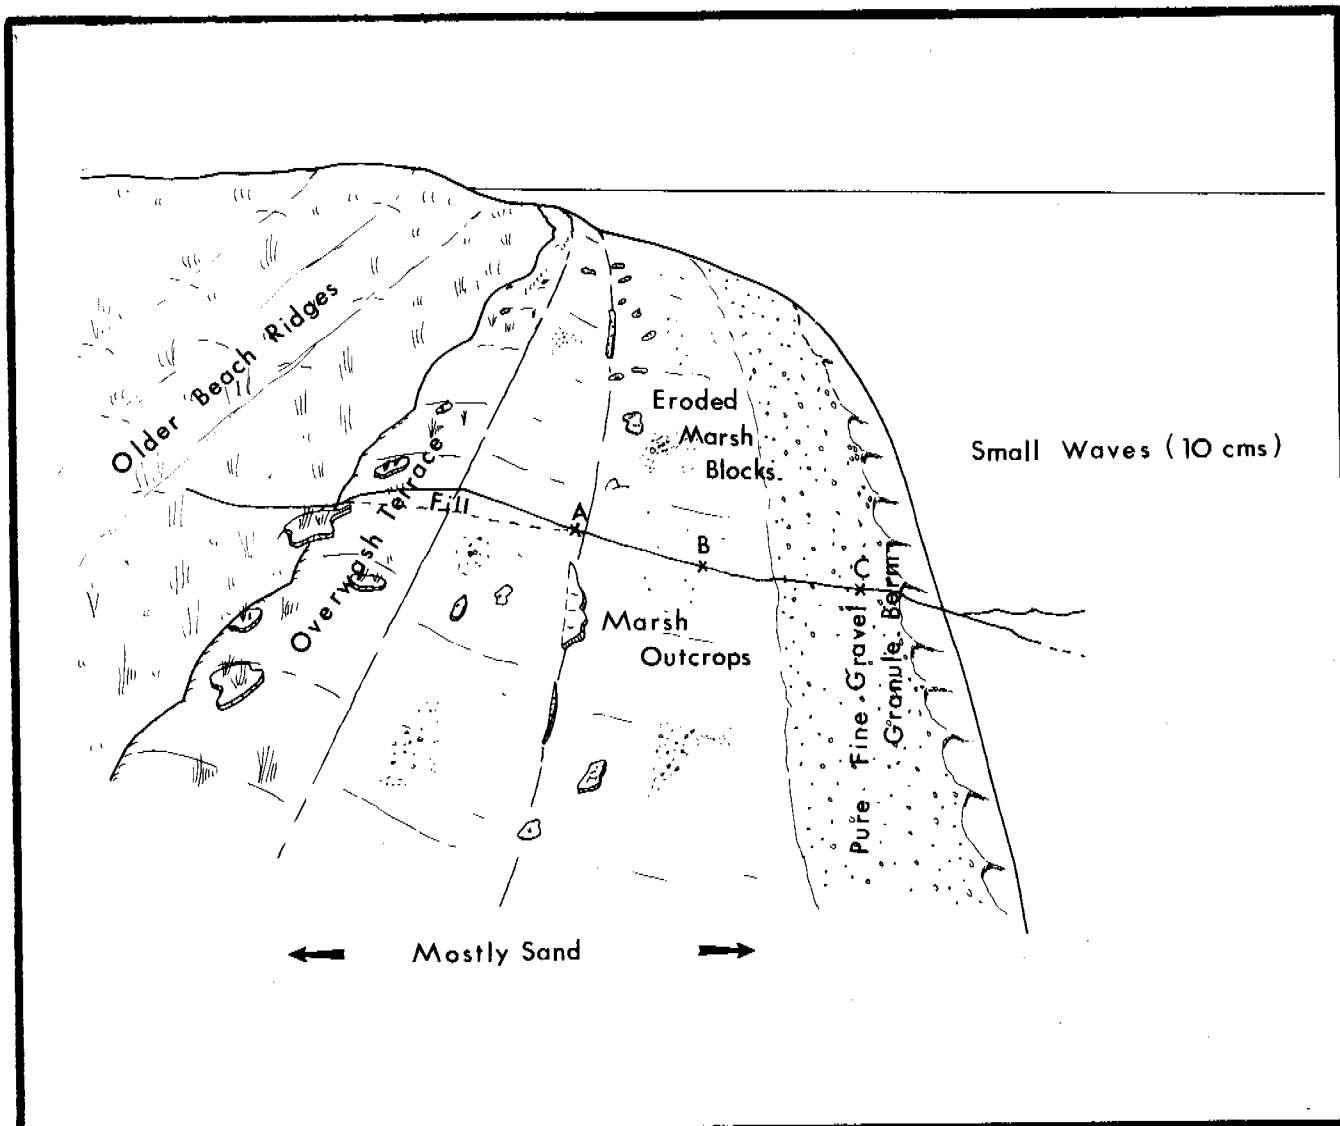 Older Beach Ridges
Eroded
Marsh
Blocks
Small Waves (10 cms)
Overwash Terrace
Fill
A
B
C
Marsh
Outcrops
Pure Fine Gravel
Granule Berm
Mostly Sand